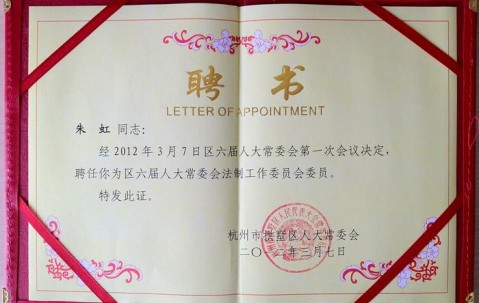 聘书
LETTER OF APPOINTMENT
朱 虹 同志:
经2012年3月7日区六届人大常委会第一次会议决定,
聘任你为区六届人大常委会法制工作委员会委员。
特发此证。
杭州市拱墅区人大常委会
二〇一二年三月七日